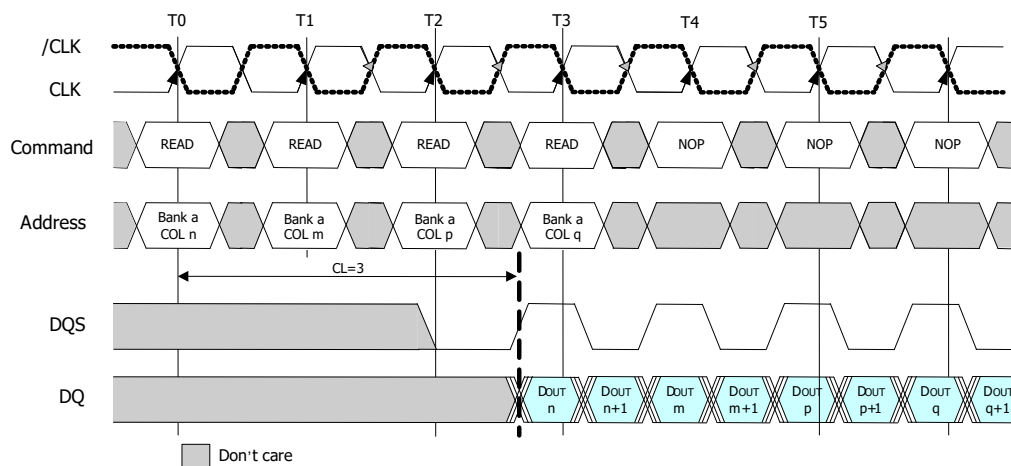 T0 T1 T2 T3 T4 T5
/CLK
CLK
Command READ READ READ READ NOP NOP NOP
Address Bank a COL n Bank a COL m Bank a COL p Bank a COL q
CL=3
DQS
DQ DOUT n DOUT n+1 DOUT m DOUT m+1 DOUT p DOUT p+1 DOUT q DOUT q+1
Don't care